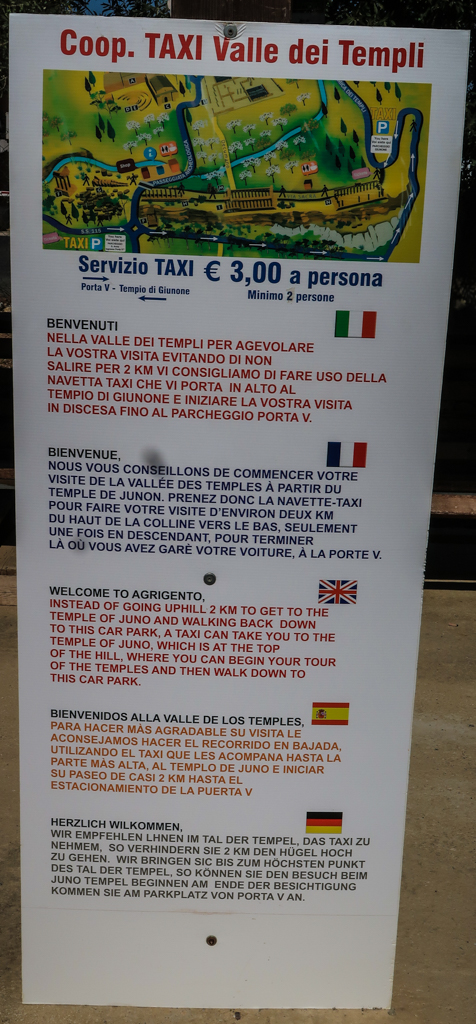 Coop. TAXI Valle dei Templi
TAXI
P
TAXI P
Servizio TAXI € 3,00 a persona
Porta V - Tempio di Giunone
Minimo 2 persone
BENVENUTI
NELLA VALLE DEI TEMPLI PER AGEVOLARE
LA VOSTRA VISITA EVITANDO DI NON
SALIRE PER 2 KM VI CONSIGLIAMO DI FARE USO DELLA
NAVETTA TAXI CHE VI PORTA IN ALTO AL
TEMPIO DI GIUNONE E INIZIARE LA VOSTRA VISITA
IN DISCESA FINO AL PARCHEGGIO PORTA V.
BIENVENUE,
NOUS VOUS CONSEILLONS DE COMMENCER VOTRE
VISITE DE LA VALLÉE DES TEMPLES À PARTIR DU
TEMPLE DE JUNON. PRENEZ DONC LA NAVETTE-TAXI
POUR FAIRE VOTRE VISITE D'ENVIRON DEUX KM
DU HAUT DE LA COLLINE VERS LE BAS, SEULEMENT
UNE FOIS EN DESCENDANT, POUR TERMINER
LÀ OÙ VOUS AVEZ GARÉ VOTRE VOITURE, À LA PORTE V.
WELCOME TO AGRIGENTO,
INSTEAD OF GOING UPHILL 2 KM TO GET TO THE
TEMPLE OF JUNO AND WALKING BACK DOWN
TO THIS CAR PARK, A TAXI CAN TAKE YOU TO THE
TEMPLE OF JUNO, WHICH IS AT THE TOP
OF THE HILL, WHERE YOU CAN BEGIN YOUR TOUR
OF THE TEMPLES AND THEN WALK DOWN TO
THIS CAR PARK.
BIENVENIDOS ALLA VALLE DE LOS TEMPLES,
PARA HACER MÀS AGRADABLE SU VISITA LE
ACONSEJAMOS HACER EL RECORRIDO EN BAJADA,
UTILIZANDO EL TAXI QUE LES ACOMPANA HASTA LA
PARTE MÀS ALTA, AL TEMPLO DE JUNO E INICIAR
SU PASEO DE CASI 2 KM HASTA EL
ESTACIONAMIENTO DE LA PUERTA V
HERZLICH WILKOMMEN,
WIR EMPFEHLEN LHNEN IM TAL DER TEMPEL, DAS TAXI ZU
NEHMEM, SO VERHINDERN SIE 2 KM DEN HÜGEL HOCH
ZU GEHEN. WIR BRINGEN SIC BIS ZUM HÖCHSTEN PUNKT
DES TAL DER TEMPEL, SO KÖNNEN SIE DEN BESUCH BEIM
JUNO TEMPEL BEGINNEN AM ENDE DER BESICHTIGUNG
KOMMEN SIE AM PARKPLATZ VON PORTA V AN.